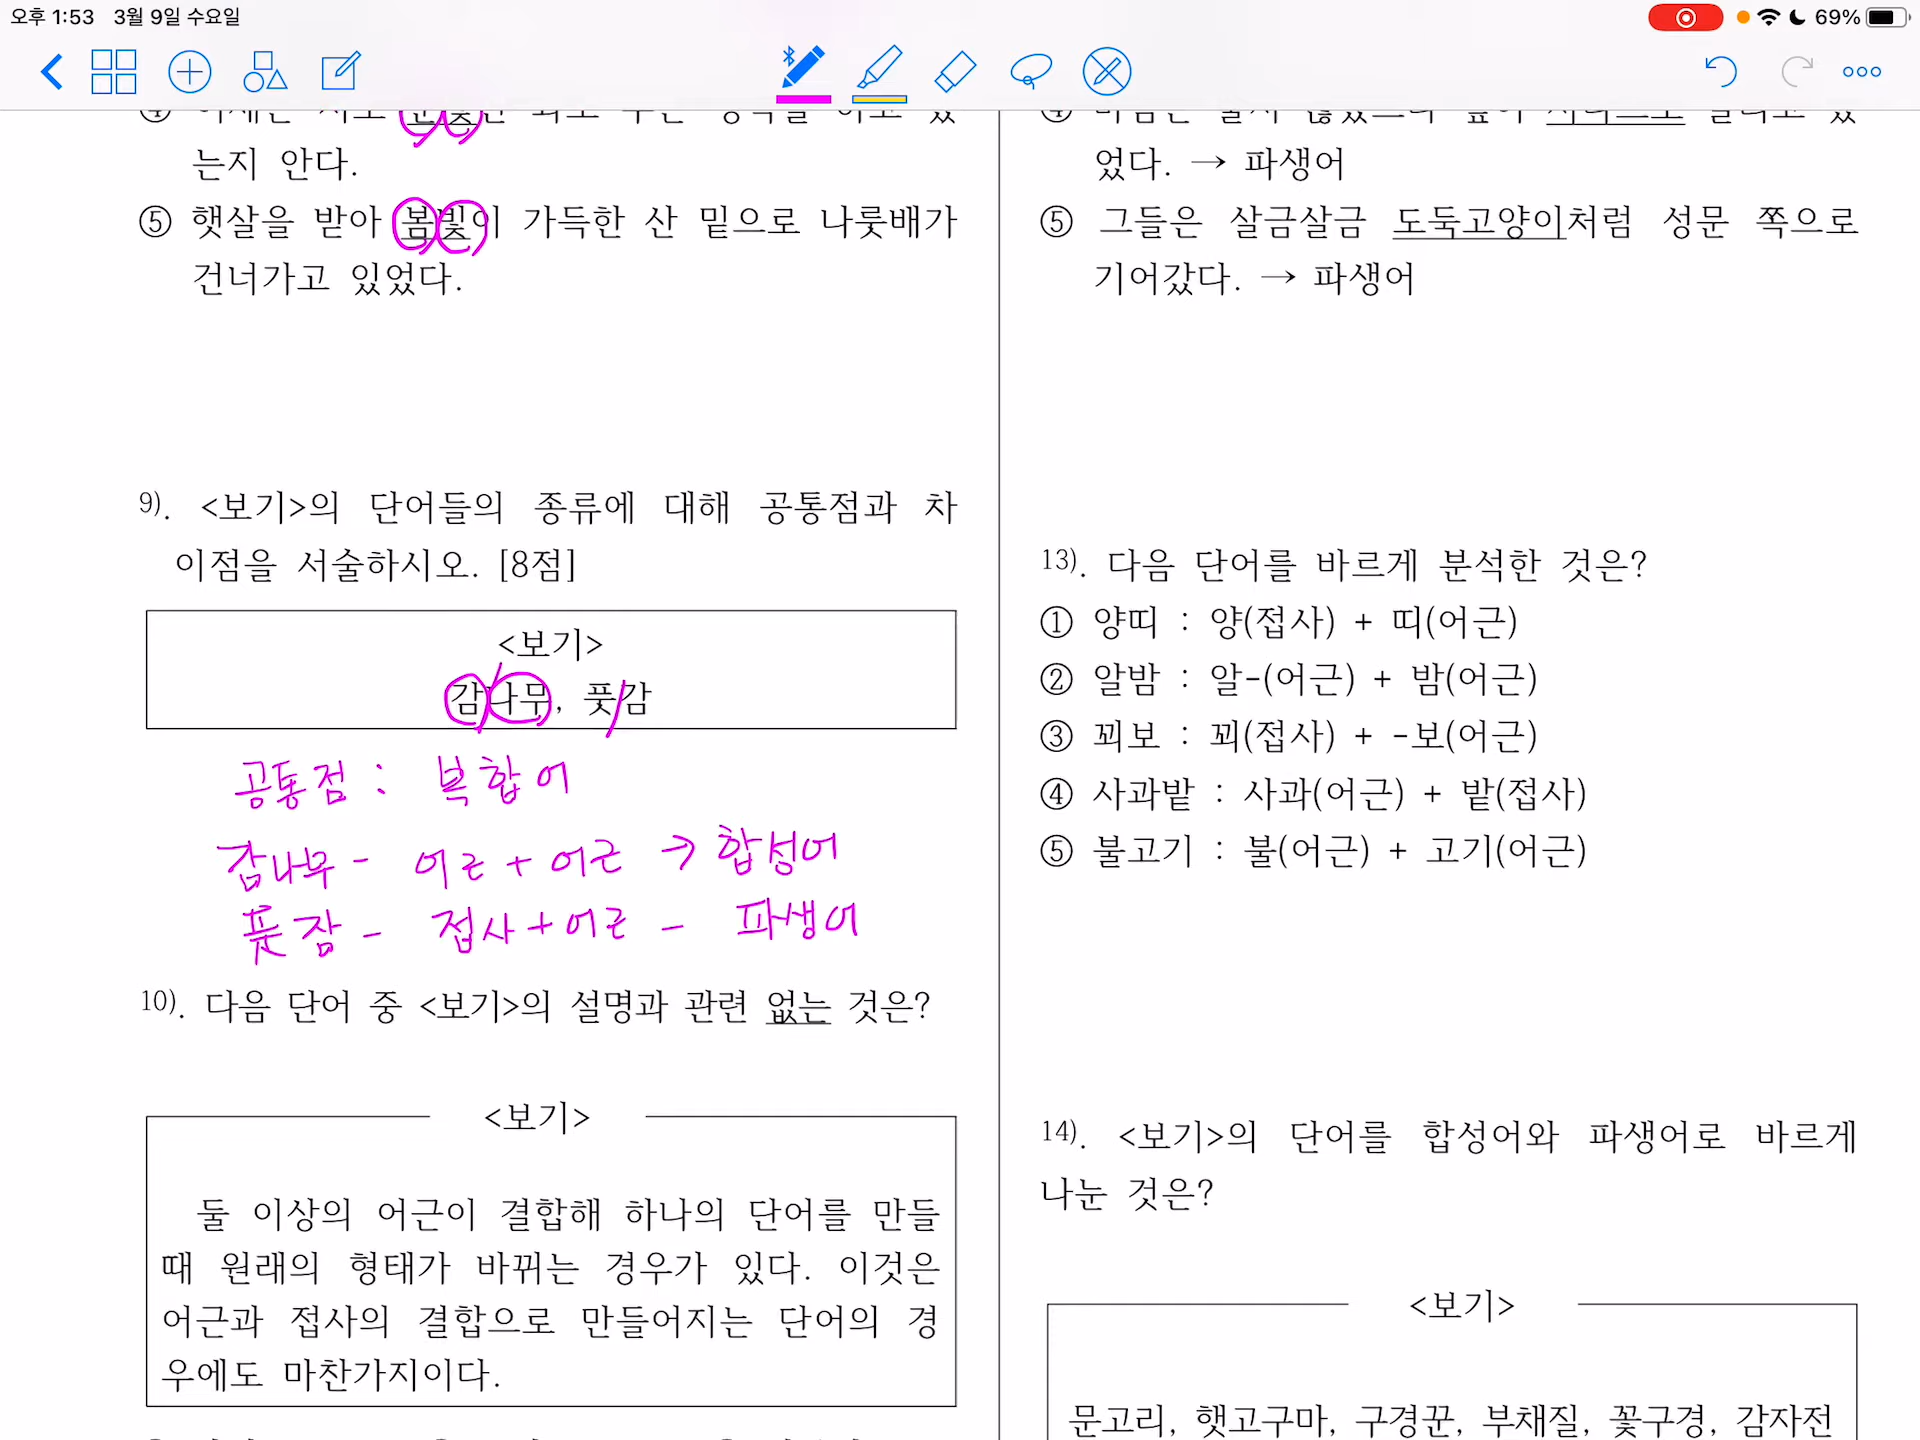 오후 1:53 3월 9일 수요일
69%
는지 안다.
⑤ 햇살을 받아 봄빛이 가득한 산 밑으로 나룻배가
건너가고 있었다.
9). <보기>의 단어들의 종류에 대해 공통점과 차
이점을 서술하시오. [8점]
<보기>
감나무, 풋감
공통점 : 복합어
감나무 - 어근 + 어근 → 합성어
풋감 - 접사 + 어근 - 파생어
10). 다음 단어 중 <보기>의 설명과 관련 없는 것은?
<보기>
둘 이상의 어근이 결합해 하나의 단어를 만들
때 원래의 형태가 바뀌는 경우가 있다. 이것은
어근과 접사의 결합으로 만들어지는 단어의 경
우에도 마찬가지이다.
었다. → 파생어
⑤ 그들은 살금살금 도둑고양이처럼 성문 쪽으로
기어갔다. → 파생어
13). 다음 단어를 바르게 분석한 것은?
① 양띠 : 양(접사) + 띠(어근)
② 알밤 : 알-(어근) + 밤(어근)
③ 꾀보 : 꾀(접사) + -보(어근)
④ 사과밭 : 사과(어근) + 밭(접사)
⑤ 불고기 : 불(어근) + 고기(어근)
14). <보기>의 단어를 합성어와 파생어로 바르게
나눈 것은?
<보기>
문고리, 햇고구마, 구경꾼, 부채질, 꽃구경, 감자전